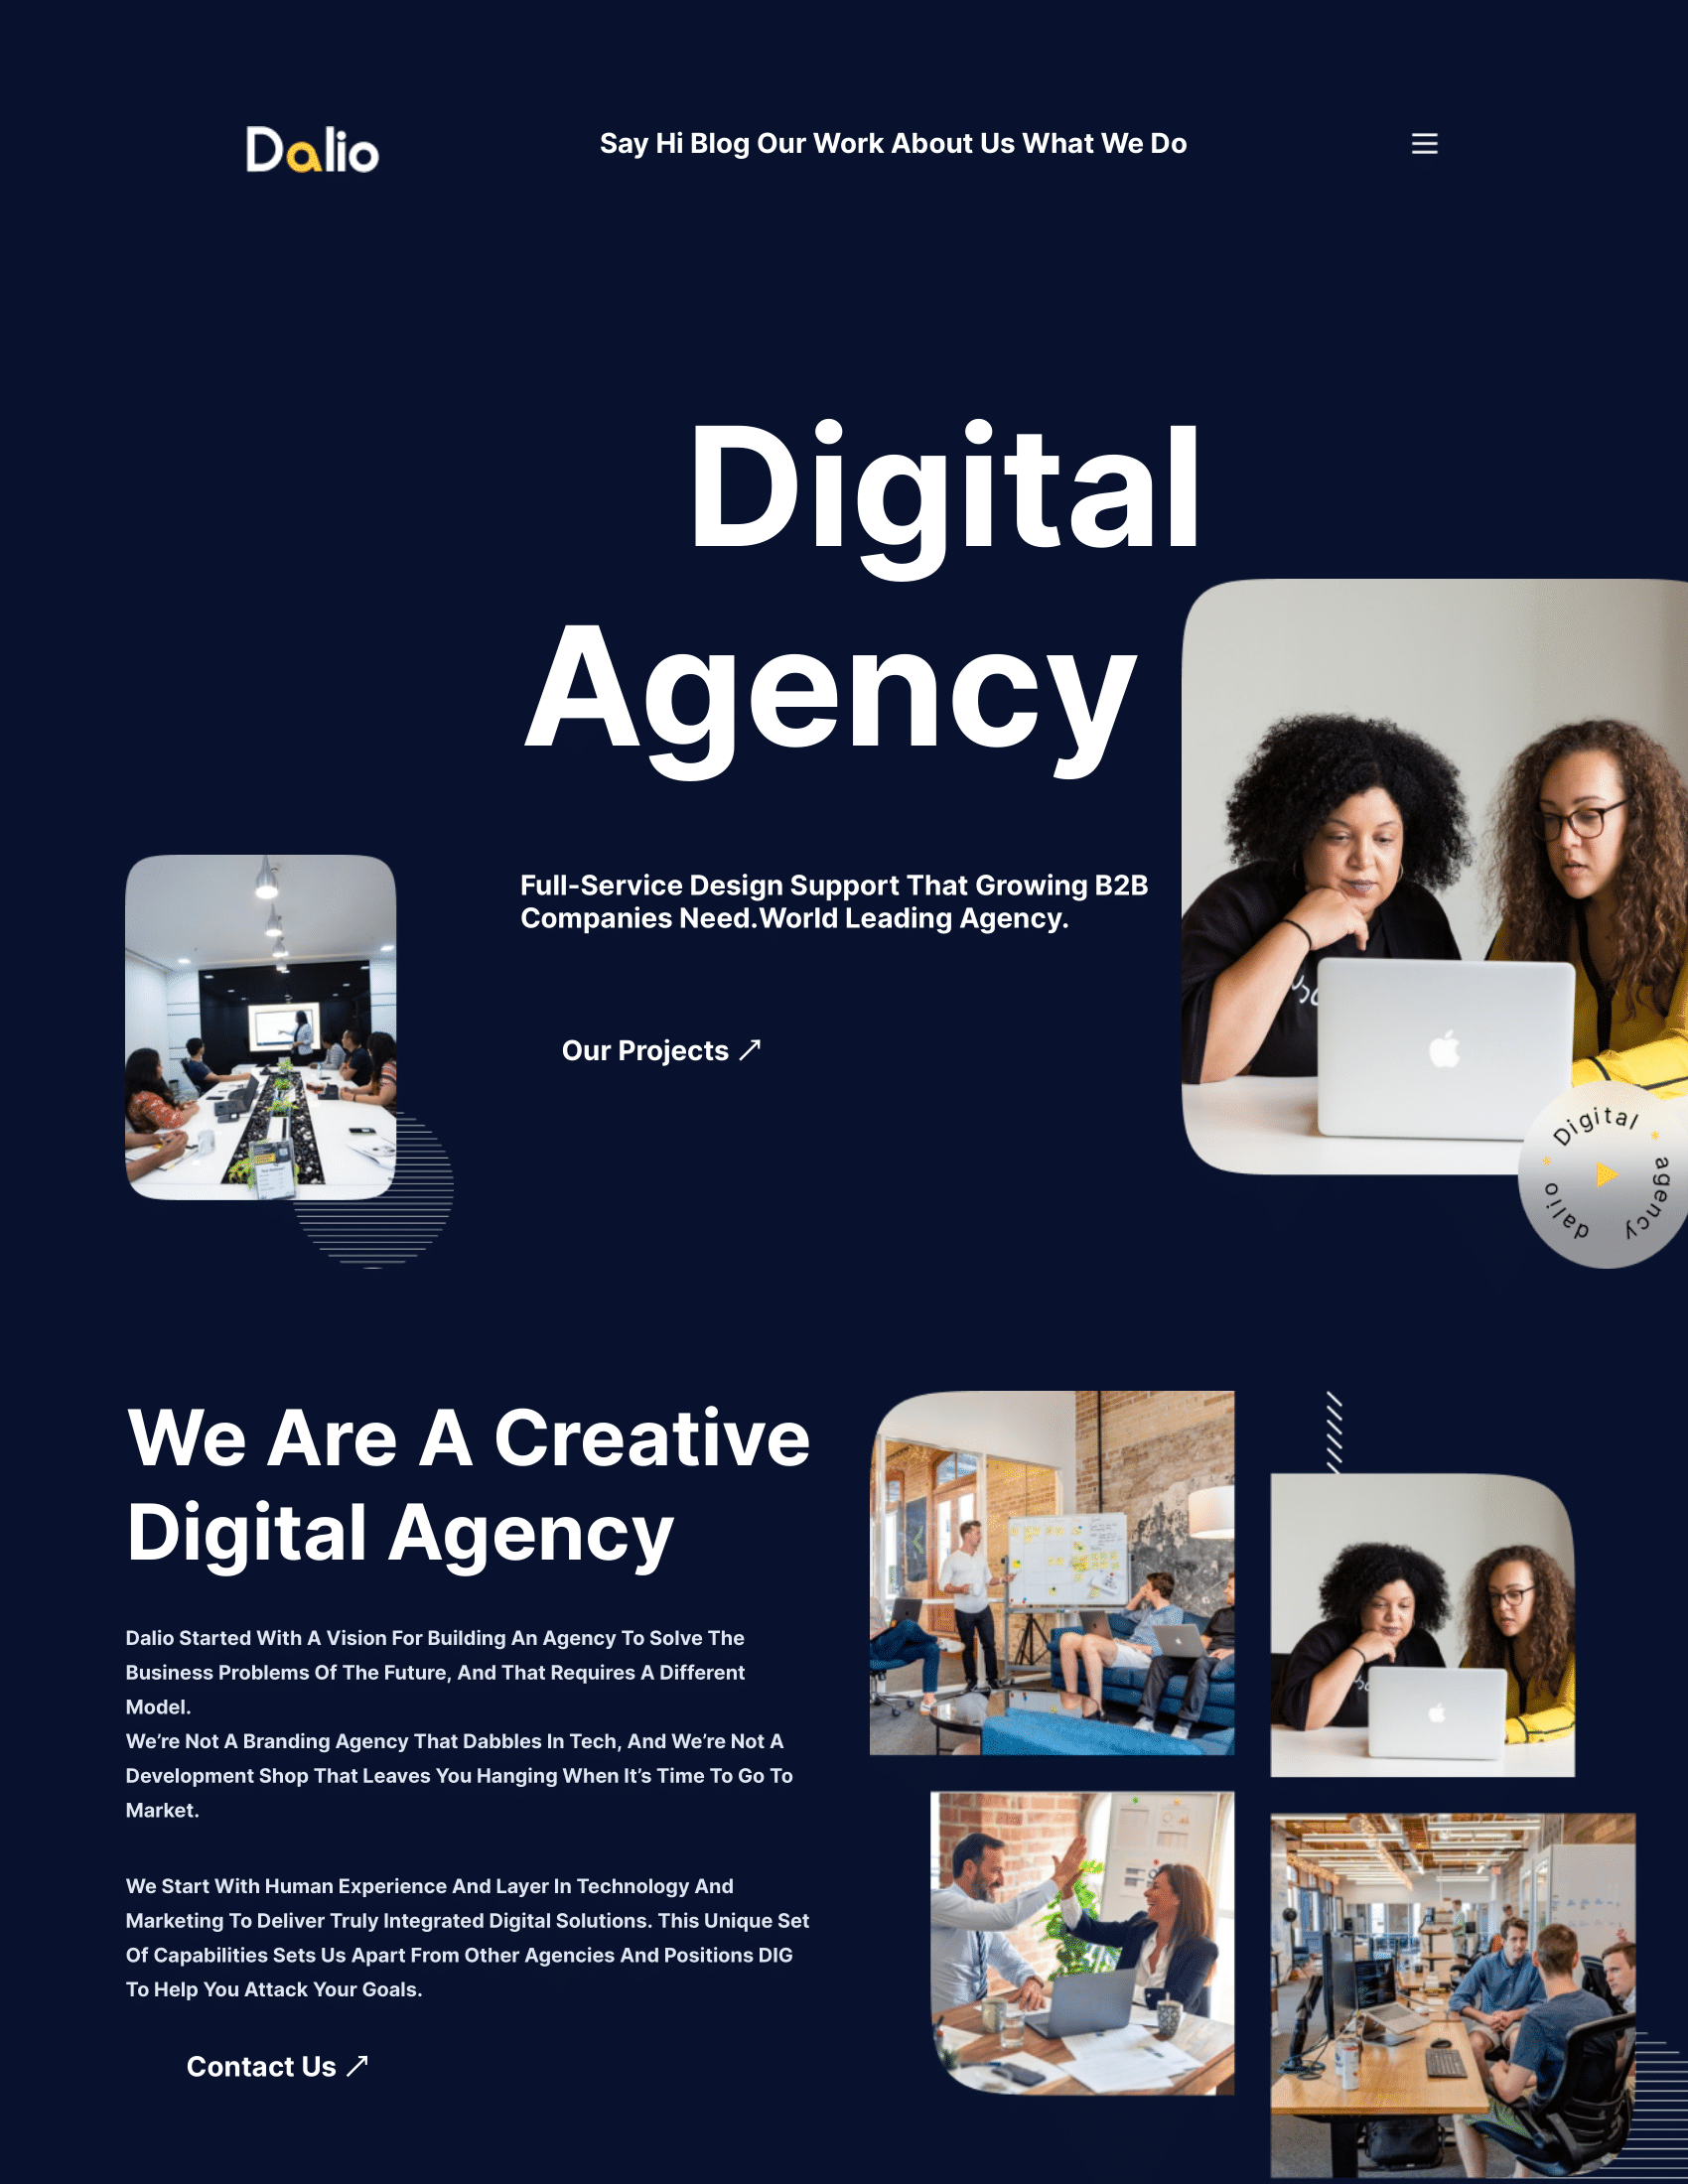 Dalio
Say Hi Blog Our Work About Us What We Do
Digital
Agency
Full-Service Design Support That Growing B2B
Companies Need.World Leading Agency.
Our Projects ↗
* Digital * agency dalio
We Are A Creative
Digital Agency
Dalio Started With A Vision For Building An Agency To Solve The
Business Problems Of The Future, And That Requires A Different
Model.
We’re Not A Branding Agency That Dabbles In Tech, And We’re Not A
Development Shop That Leaves You Hanging When It’s Time To Go To
Market.
We Start With Human Experience And Layer In Technology And
Marketing To Deliver Truly Integrated Digital Solutions. This Unique Set
Of Capabilities Sets Us Apart From Other Agencies And Positions DIG
To Help You Attack Your Goals.
Contact Us ↗